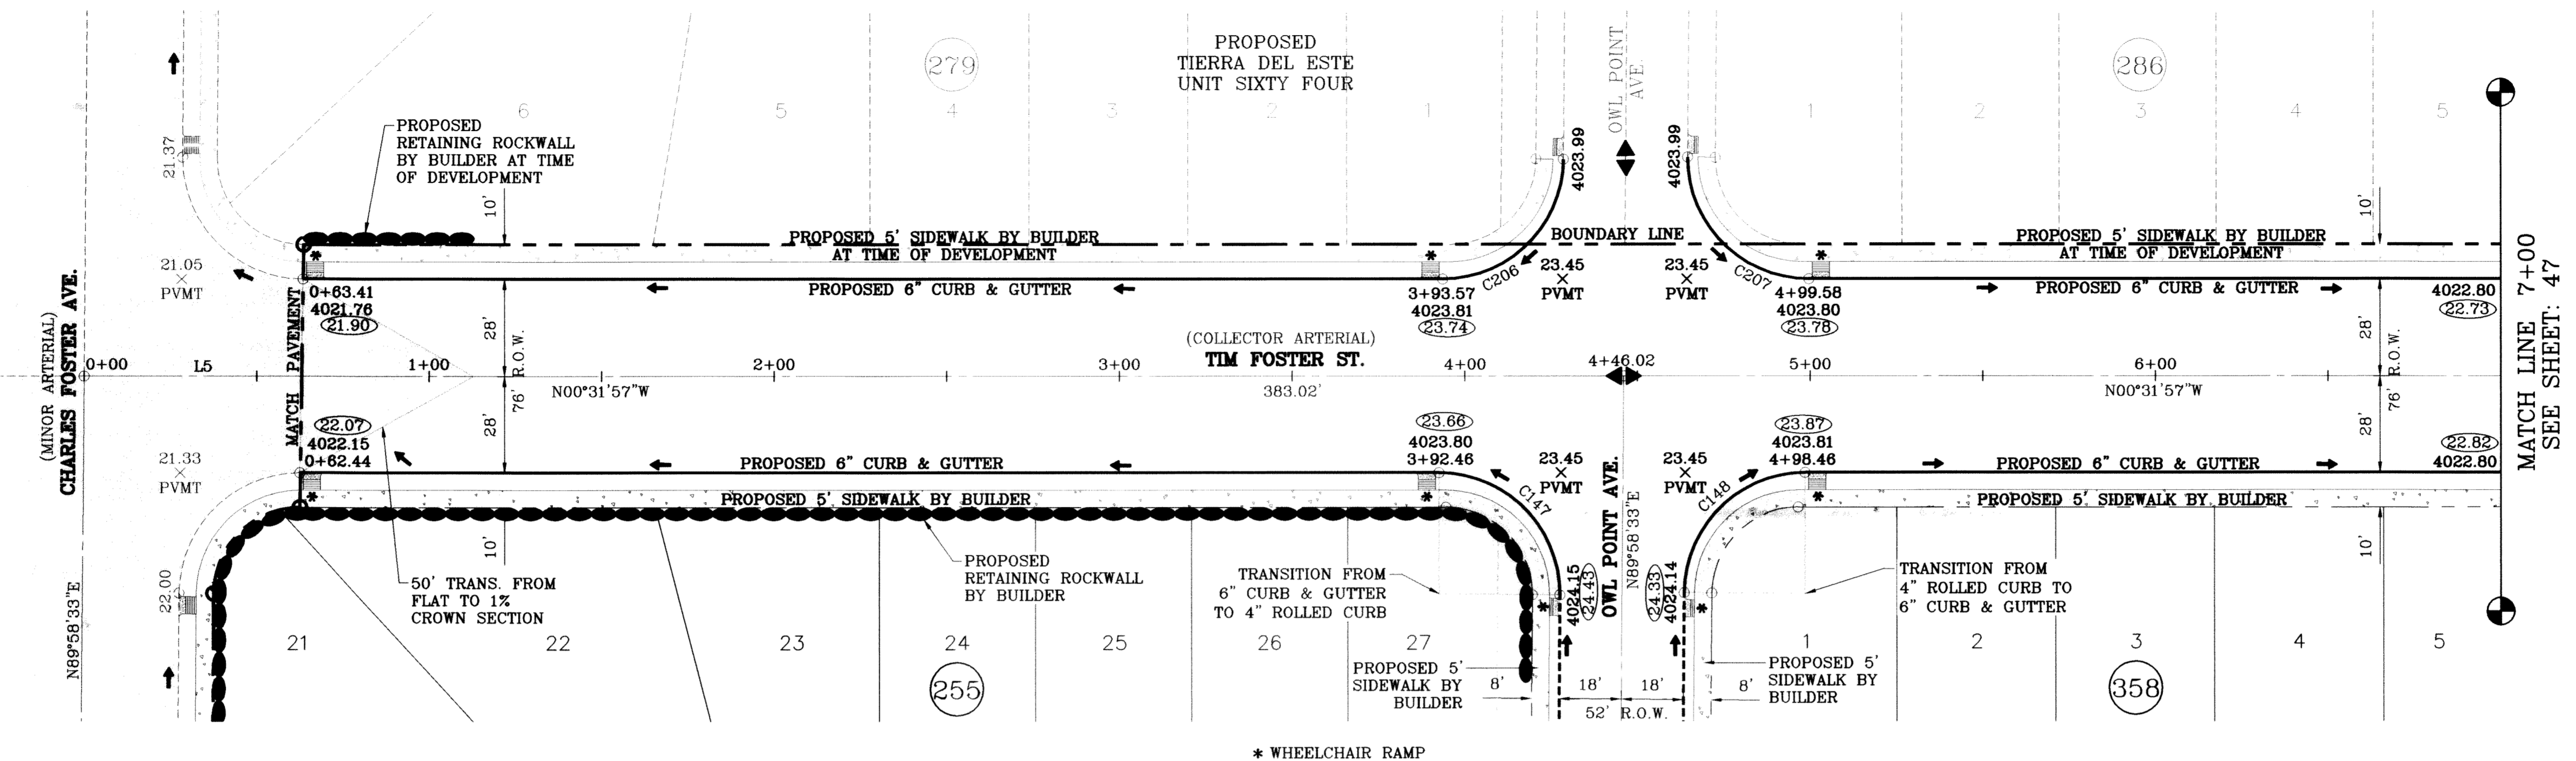 PROPOSED
TIERRA DEL ESTE
UNIT SIXTY FOUR
279
286
6
5
4
3
2
1
OWL POINT
AVE.
1
2
3
4
5
21.37
PROPOSED
RETAINING ROCKWALL
BY BUILDER AT TIME
OF DEVELOPMENT
10'
4023.99
4023.99
10'
PROPOSED 5' SIDEWALK BY BUILDER
AT TIME OF DEVELOPMENT
BOUNDARY LINE
PROPOSED 5' SIDEWALK BY BUILDER
AT TIME OF DEVELOPMENT
21.05
PVMT
*
*
*
C206
C207
23.45
PVMT
23.45
PVMT
0+63.41
4021.76
21.90
PROPOSED 6" CURB & GUTTER
3+93.57
4023.81
23.74
4+99.58
4023.80
23.78
PROPOSED 6" CURB & GUTTER
4022.80
22.73
MATCH PAVEMENT
28'
28'
(MINOR ARTERIAL)
CHARLES FOSTER AVE.
(COLLECTOR ARTERIAL)
TIM FOSTER ST.
0+00
L5
1+00
2+00
3+00
4+00
4+46.02
5+00
6+00
76' R.O.W.
N00°31'57"W
383.02'
N00°31'57"W
76' R.O.W.
MATCH LINE 7+00
SEE SHEET: 47
28'
28'
22.07
4022.15
0+62.44
23.66
4023.80
3+92.46
23.87
4023.81
4+98.46
22.82
4022.80
21.33
PVMT
PROPOSED 6" CURB & GUTTER
23.45
PVMT
23.45
PVMT
PROPOSED 6" CURB & GUTTER
*
PROPOSED 5' SIDEWALK BY BUILDER
*
C147
C148
*
PROPOSED 5' SIDEWALK BY BUILDER
10'
10'
N89°58'33"E
22.00
50' TRANS. FROM
FLAT TO 1%
CROWN SECTION
PROPOSED
RETAINING ROCKWALL
BY BUILDER
TRANSITION FROM
6" CURB & GUTTER
TO 4" ROLLED CURB
*
4024.15
24.43
OWL POINT AVE.
N89°58'33"E
24.33
4024.14
*
TRANSITION FROM
4" ROLLED CURB TO
6" CURB & GUTTER
21
22
23
24
25
26
27
1
2
3
4
5
255
358
PROPOSED 5'
SIDEWALK BY
BUILDER
8'
18'
18'
8'
52' R.O.W.
PROPOSED 5'
SIDEWALK BY
BUILDER
* WHEELCHAIR RAMP